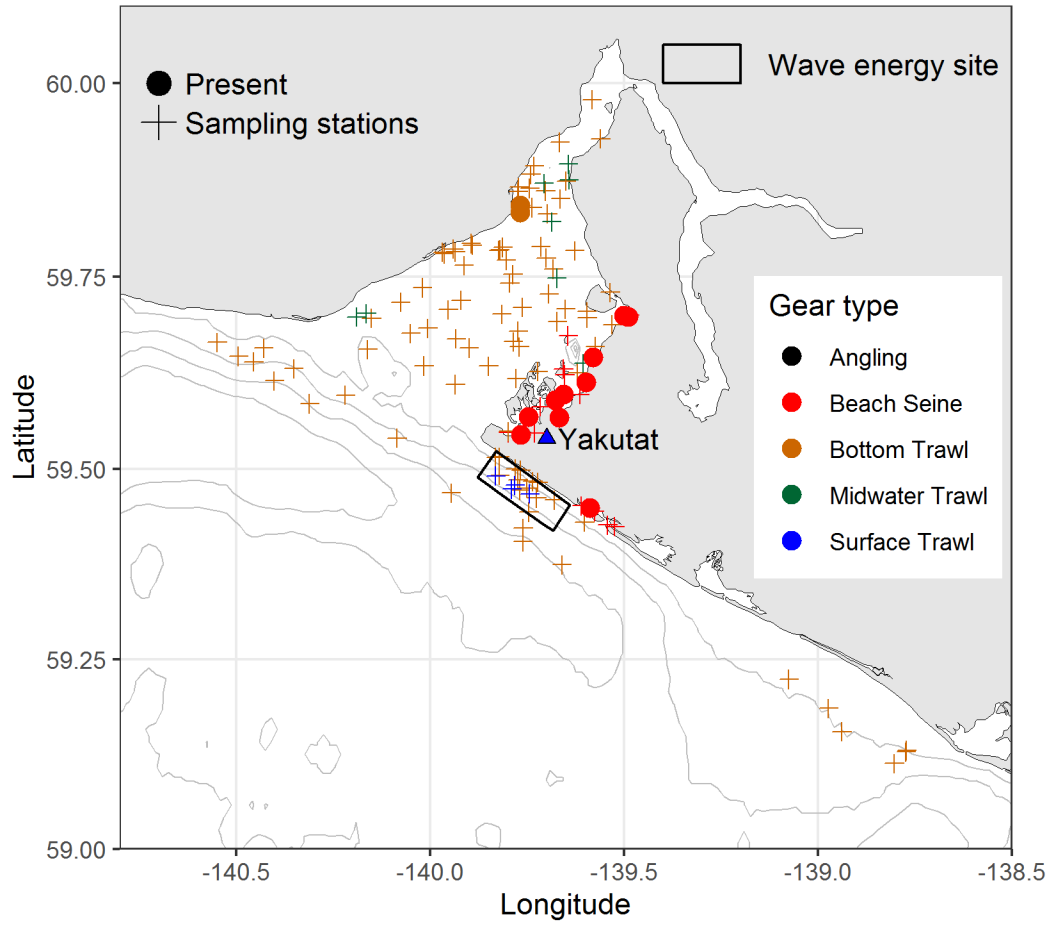 Present
Sampling stations
Wave energy site
60.00
59.75
59.50
59.25
59.00
Latitude
Yakutat
Gear type
Angling
Beach Seine
Bottom Trawl
Midwater Trawl
Surface Trawl
-140.5
-140.0
-139.5
-139.0
-138.5
Longitude